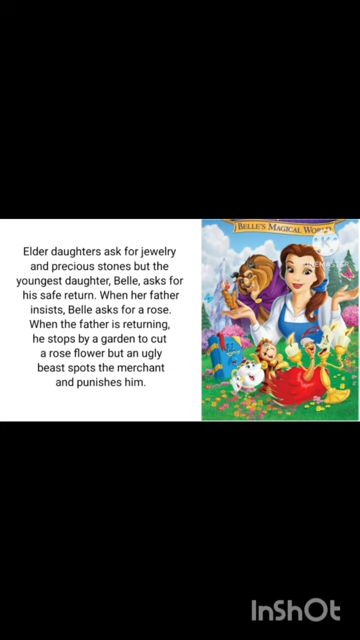 BELLE'S MAGICAL WORLD
Elder daughters ask for jewelry
and precious stones but the
youngest daughter, Belle, asks for
his safe return. When her father
insists, Belle asks for a rose.
When the father is returning,
he stops by a garden to cut
a rose flower but an ugly
beast spots the merchant
and punishes him.
InShOt